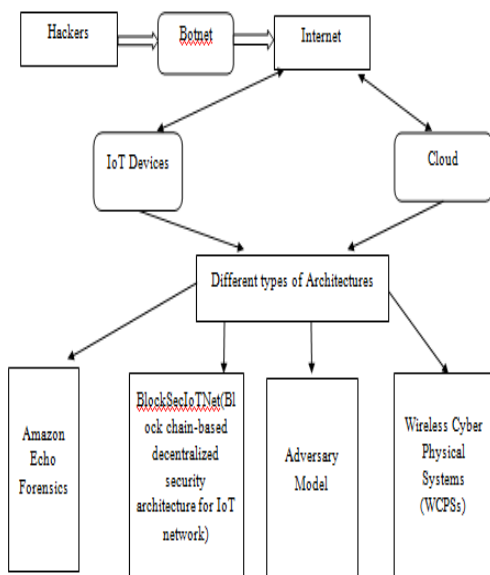 Hackers
Botnet
Internet
IoT Devices
Cloud
Different types of Architectures
Amazon
Echo
Forensics
BlockSecIoTNet(Bl
ock chain-based
decentralized
security
architecture for IoT
network)
Adversary
Model
Wireless Cyber
Physical
Systems
(WCPSs)